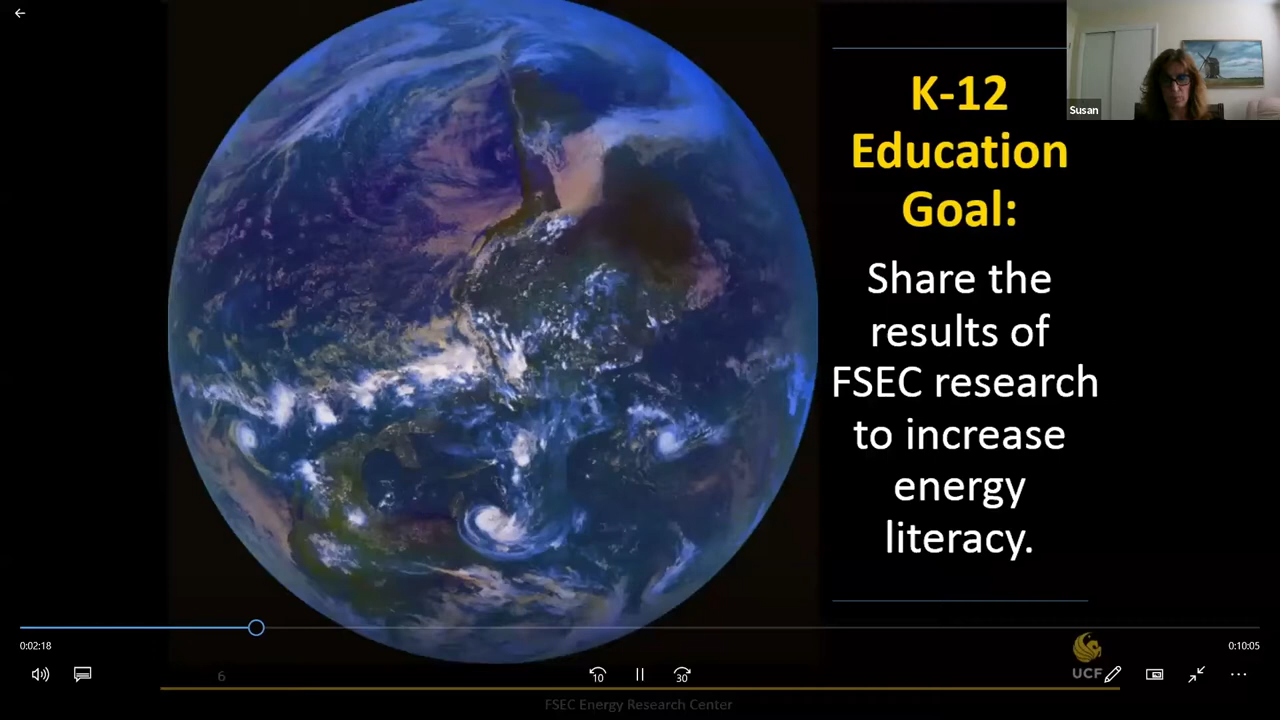 K-12
Education
Goal:
Share the
results of
FSEC research
to increase
energy
literacy.
Susan
0:02:18
0:10:05
10
30
6
UCF
FSEC Energy Research Center